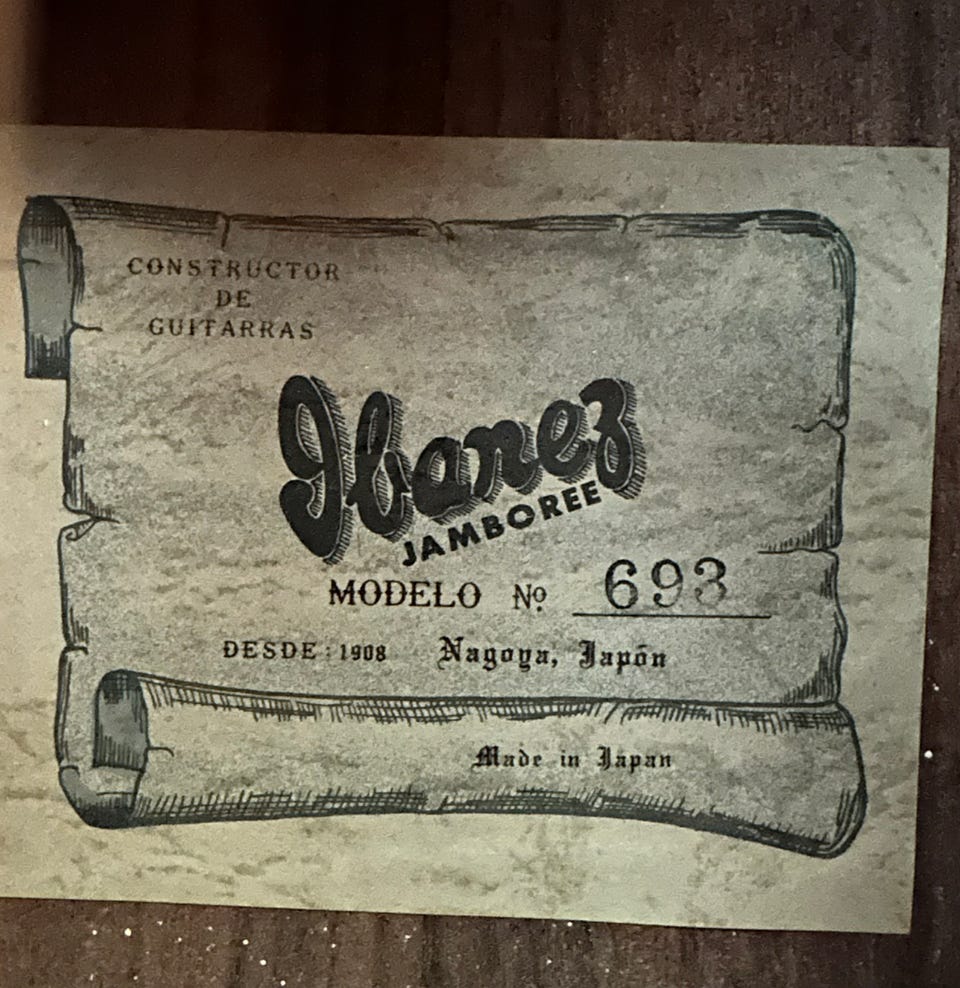 CONSTRUCTOR
DE
GUITARRAS
Ibanez
JAMBOREE
MODELO Nº 693
DESDE : 1908 Nagoya, Japón
Made in Japan